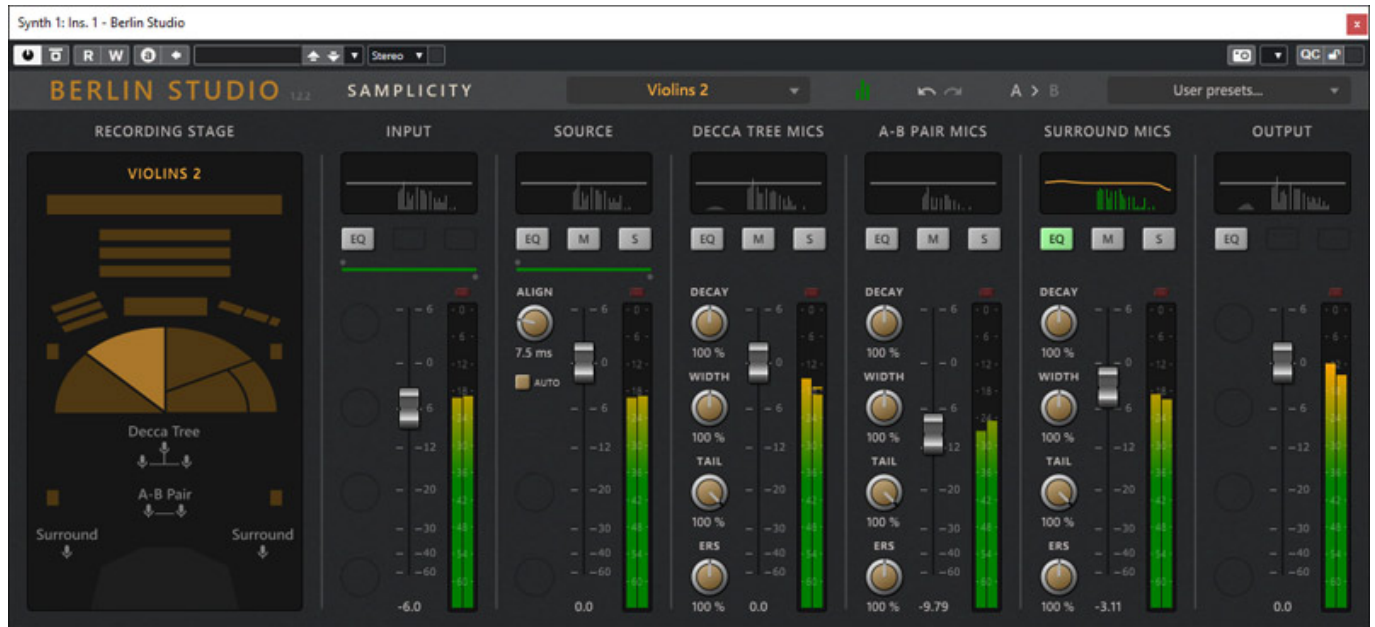 Synth 1: Ins. 1 - Berlin Studio
x
R W a Stereo QC
BERLIN STUDIO 1.2.2 SAMPLICITY Violins 2 A > B User presets...
RECORDING STAGE INPUT SOURCE DECCA TREE MICS A-B PAIR MICS SURROUND MICS OUTPUT
VIOLINS 2
EQ EQ M S EQ M S EQ M S EQ M S EQ
ALIGN DECAY DECAY DECAY
7.5 ms 100 % 100 % 100 %
AUTO WIDTH WIDTH WIDTH
100 % 100 % 100 %
TAIL TAIL TAIL
100 % 100 % 100 %
ERS ERS ERS
-6.0 0.0 100 % 0.0 100 % -9.79 100 % -3.11 0.0
Decca Tree
A-B Pair
Surround Surround